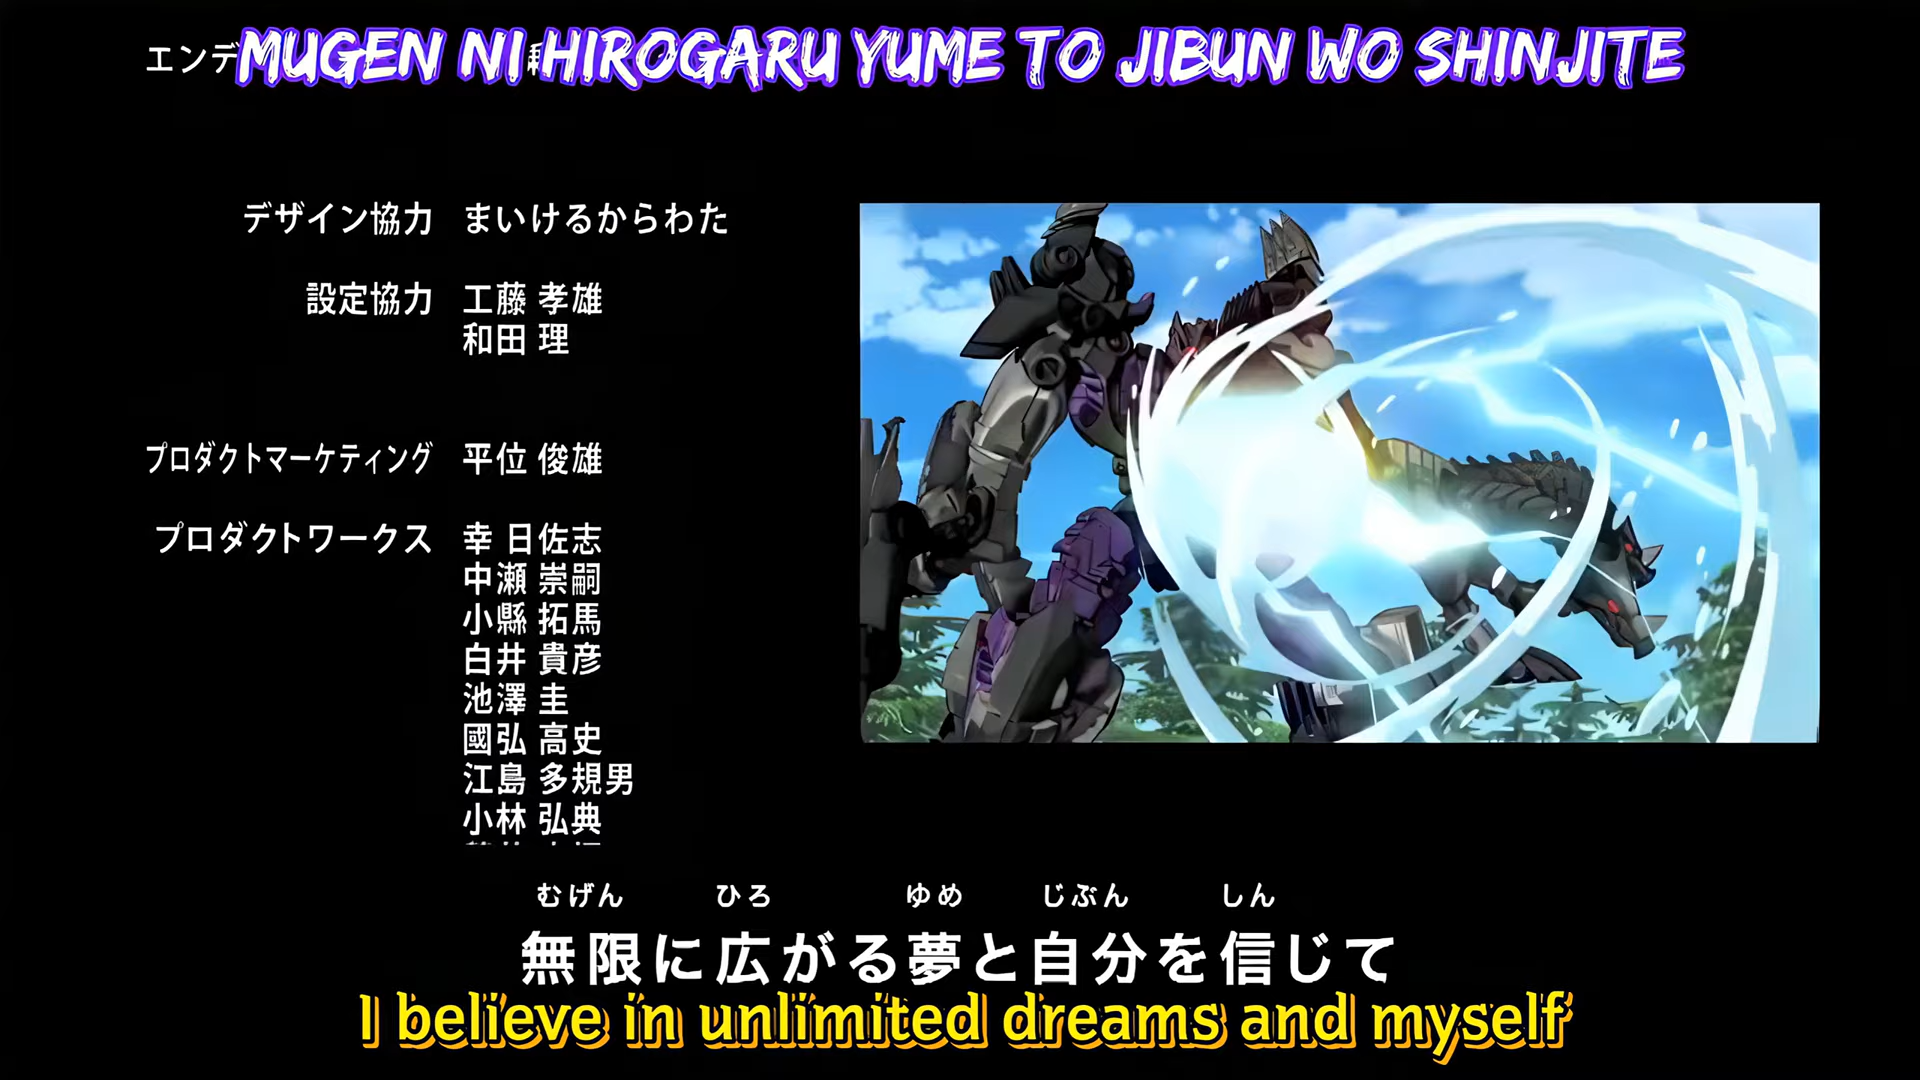 MUGEN NI HIROGARU YUME TO JIBUN WO SHINJITE
エンデ
デザイン協力 まいけるからわた
設定協力 工藤 孝雄
和田 理
プロダクトマーケティング 平位 俊雄
プロダクトワークス 幸 日佐志
中瀬 崇嗣
小縣 拓馬
白井 貴彦
池澤 圭
國弘 高史
江島 多規男
小林 弘典
むげん ひろ ゆめ じぶん しん
無限に広がる夢と自分を信じて
I believe in unlimited dreams and myself